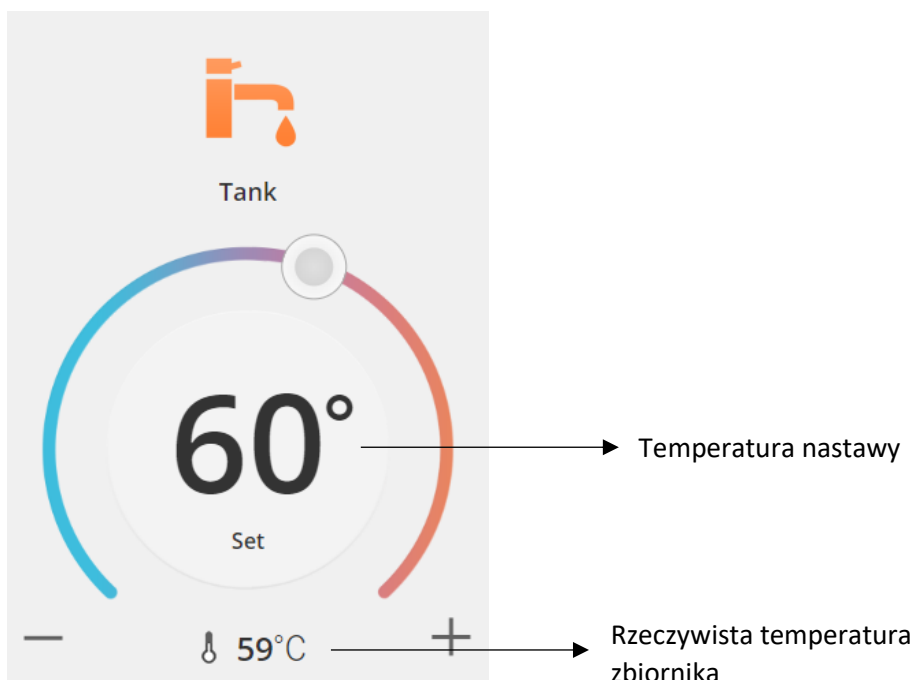 Tank
60°
Temperatura nastawy
Set
59°C
Rzeczywista temperatura
zbiornika